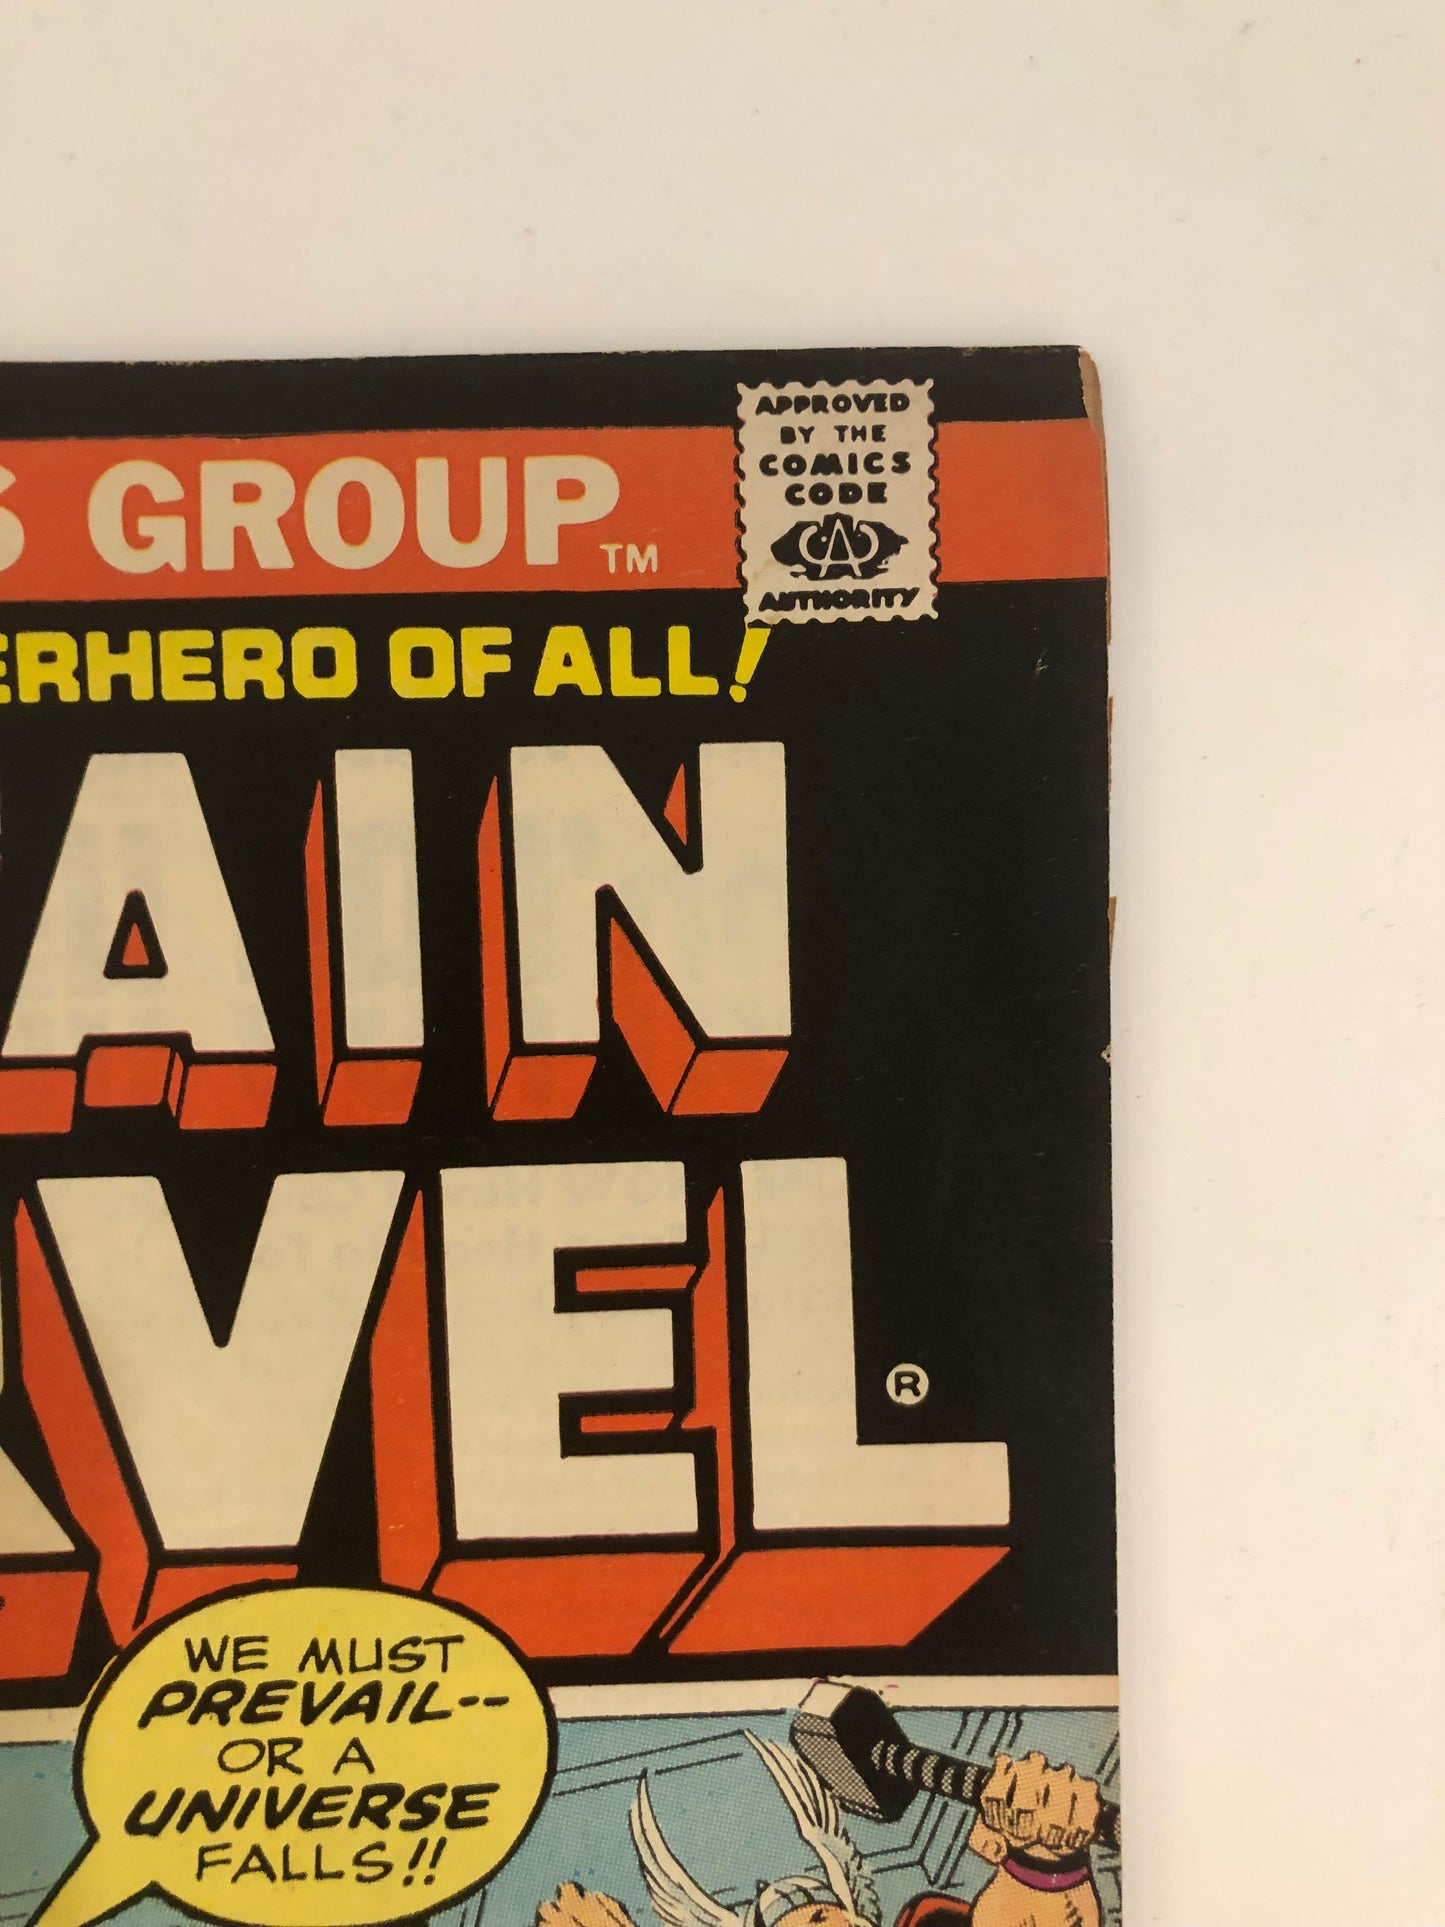 GROUP TM
APPROVED
BY THE
COMICS
CODE
CA
AUTHORITY
ERHERO OF ALL!
AIN
VEL
®
WE MUST
PREVAIL--
OR A
UNIVERSE
FALLS!!